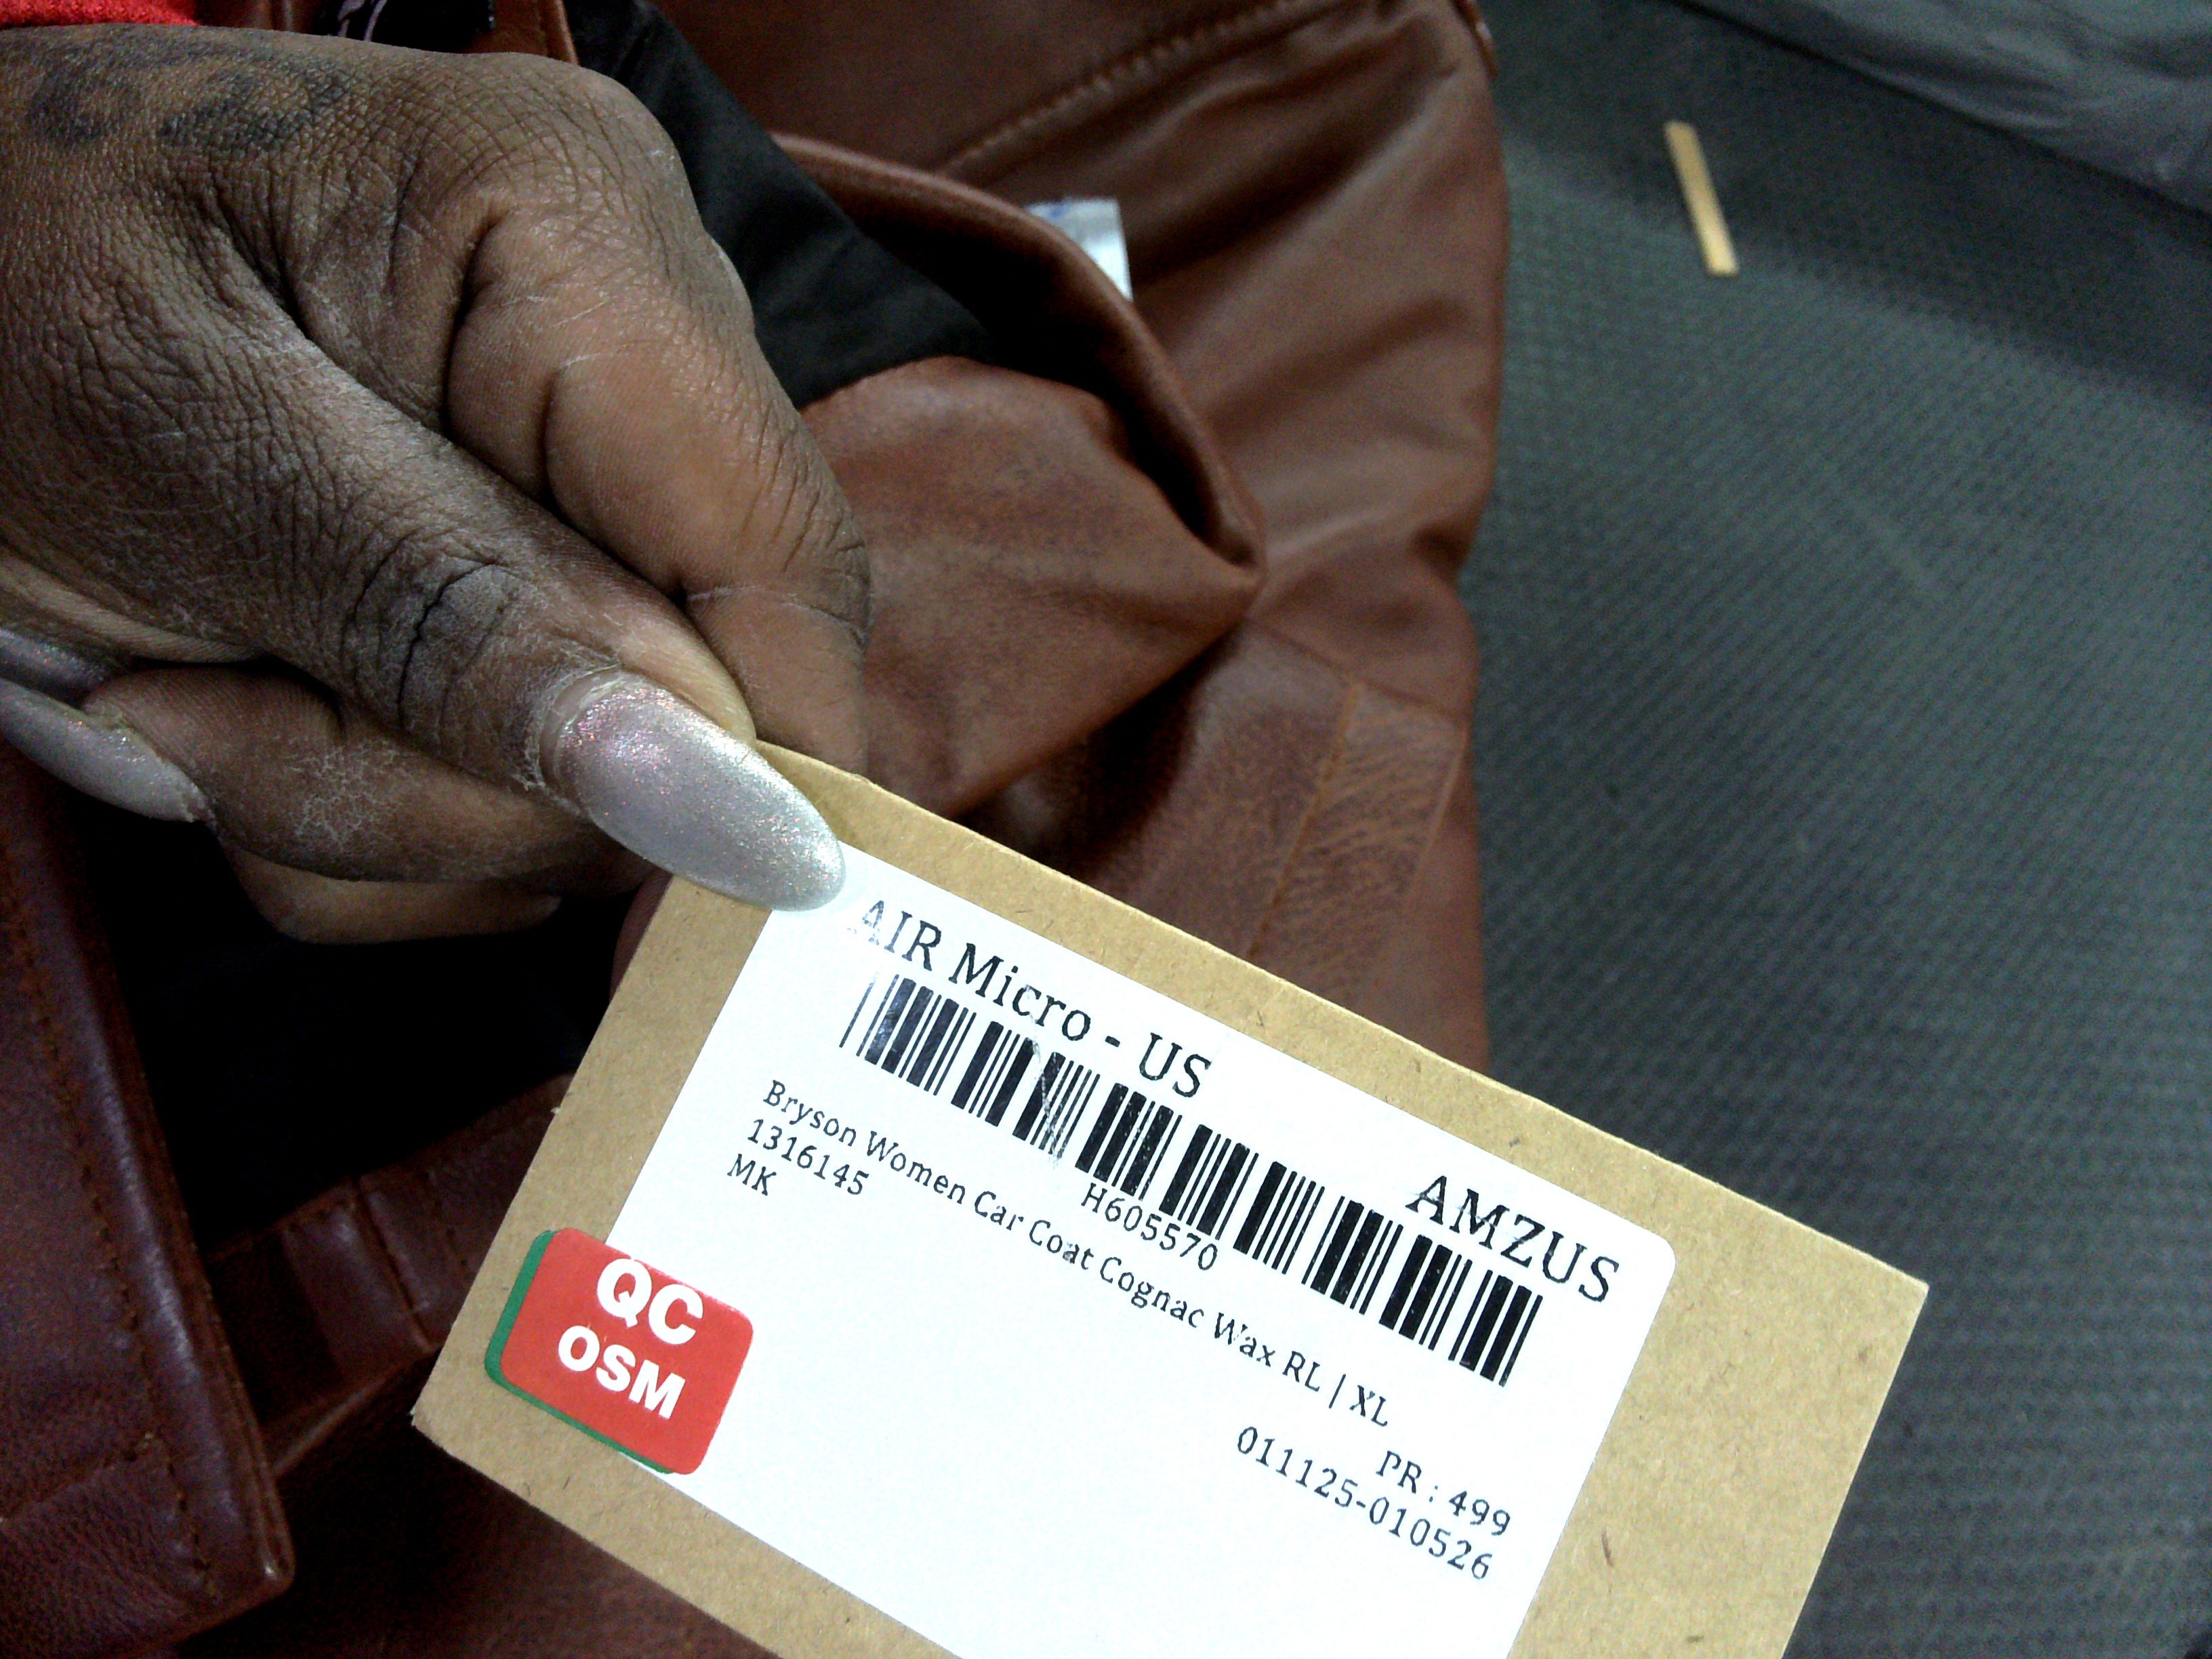 AIR Micro - US
AMZUS
H605570
Bryson Women Car Coat Cognac Wax RL | XL
1316145
MK
PR : 499
011125-010526
QC
OSM